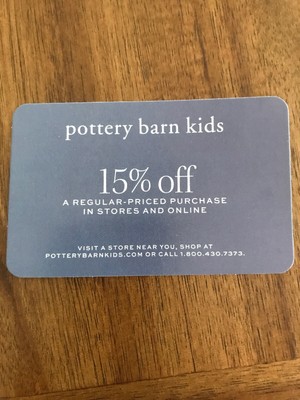 pottery barn kids
15% off
A REGULAR-PRICED PURCHASE
IN STORES AND ONLINE
VISIT A STORE NEAR YOU, SHOP AT
POTTERYBARNKIDS.COM OR CALL 1.800.430.7373.